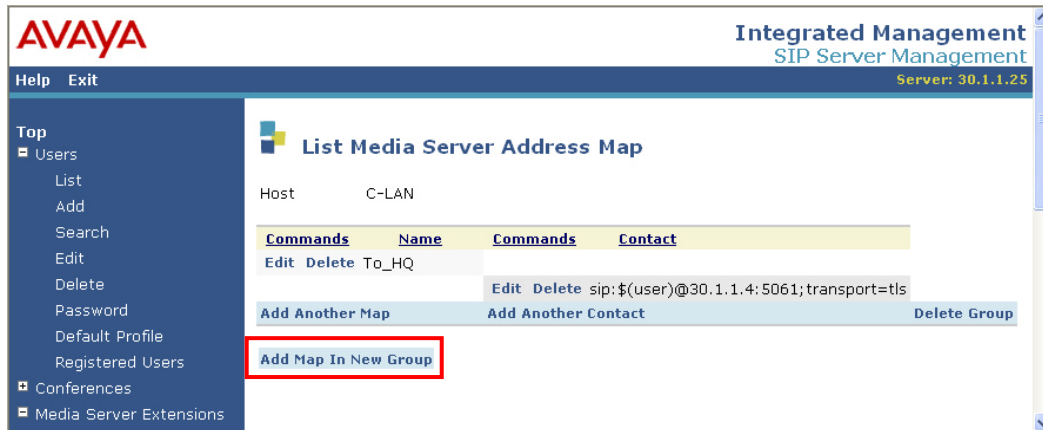 AVAYA
Integrated Management
SIP Server Management
Help Exit
Server: 30.1.1.25
Top
Users
List
Add
Search
Edit
Delete
Password
Default Profile
Registered Users
Conferences
Media Server Extensions
List Media Server Address Map
Host C-LAN
Commands Name Commands Contact
Edit Delete To_HQ
Edit Delete sip:$(user)@30.1.1.4:5061;transport=tls
Add Another Map Add Another Contact Delete Group
Add Map In New Group